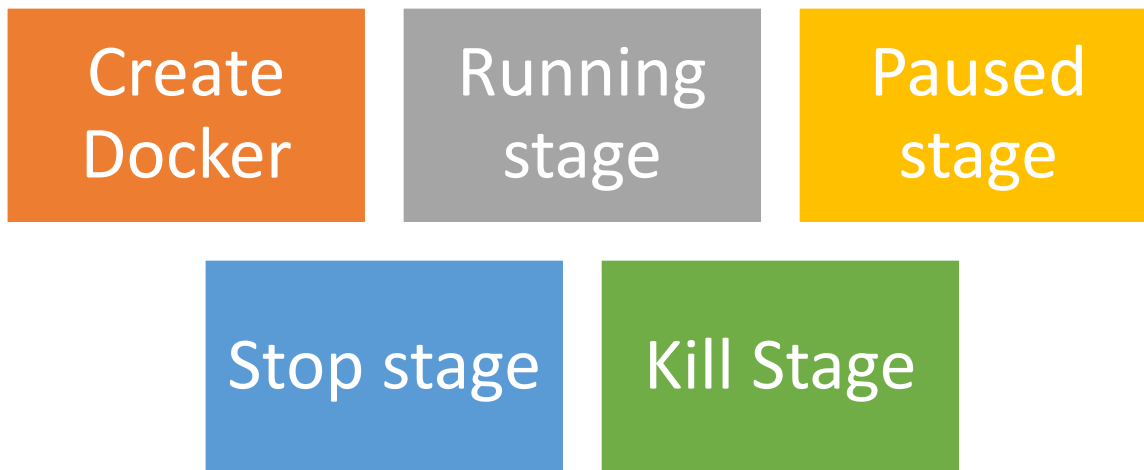 Create
Docker
Running
stage
Paused
stage
Stop stage
Kill Stage